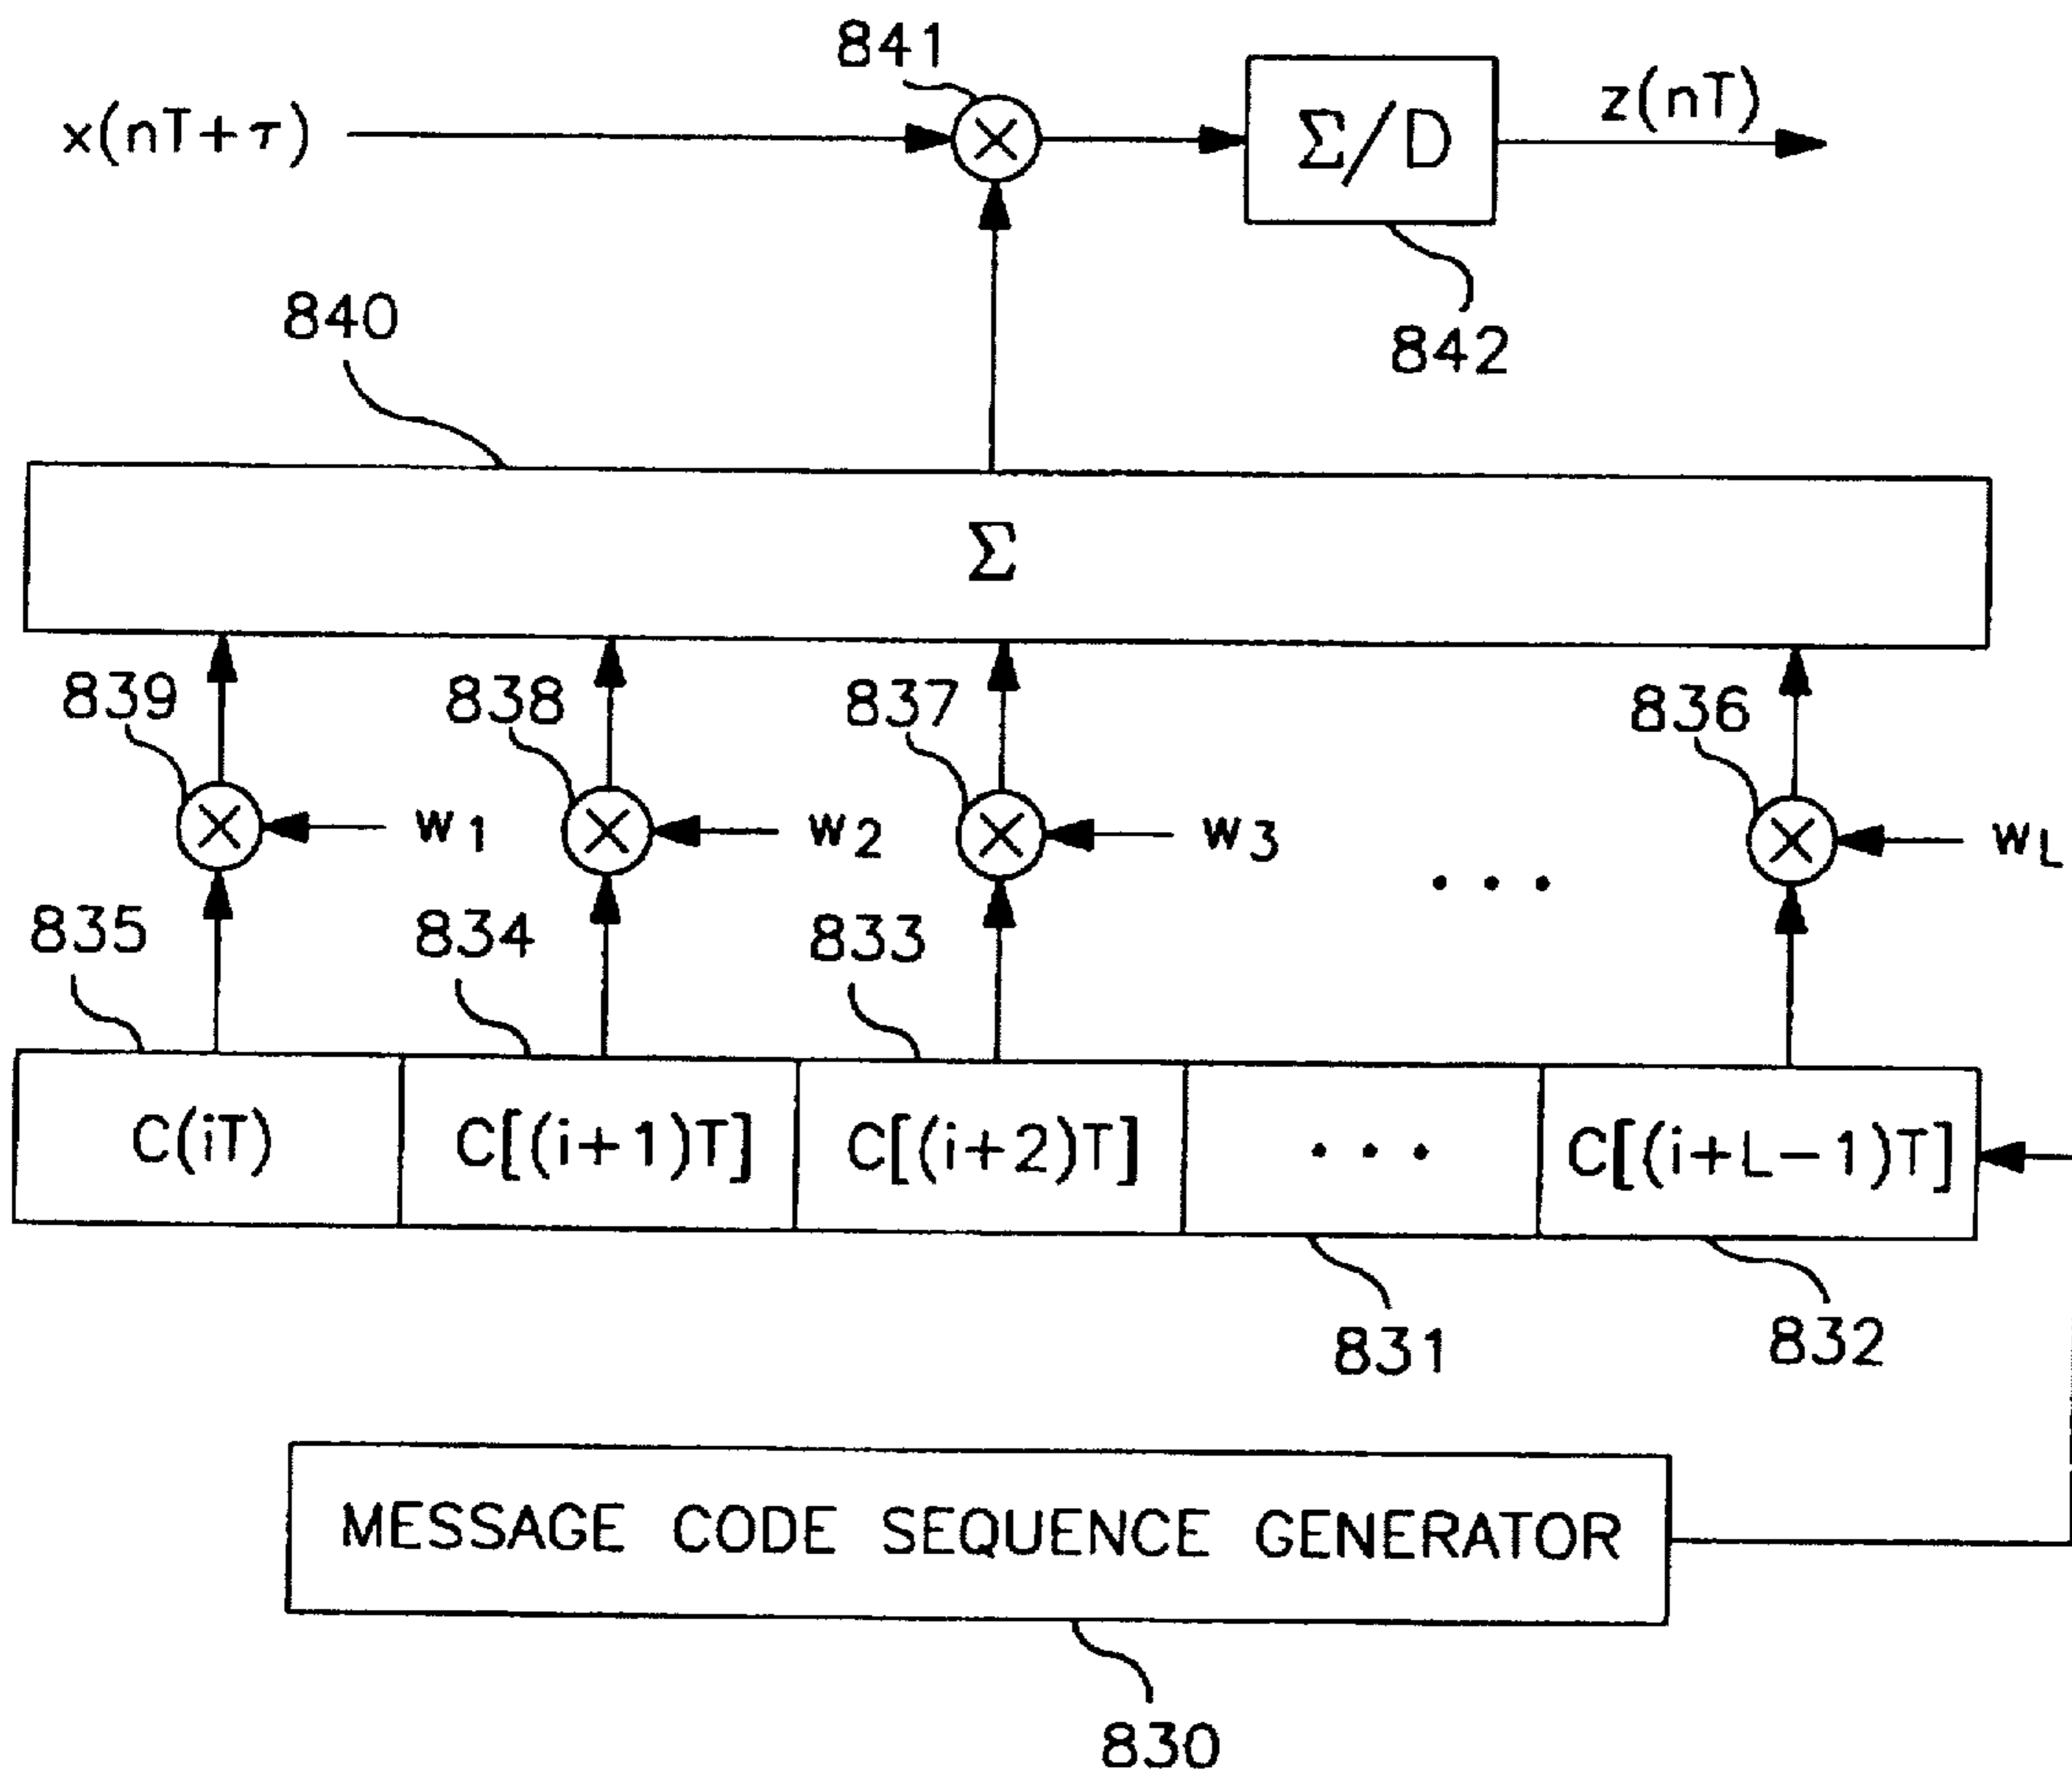 841
x(nT+τ)
Σ/D
z(nT)
840
842
Σ
839
838
837
836
w1
w2
w3
. . .
wL
835
834
833
C(iT)
C[(i+1)T]
C[(i+2)T]
. . .
C[(i+L-1)T]
831
832
MESSAGE CODE SEQUENCE GENERATOR
830